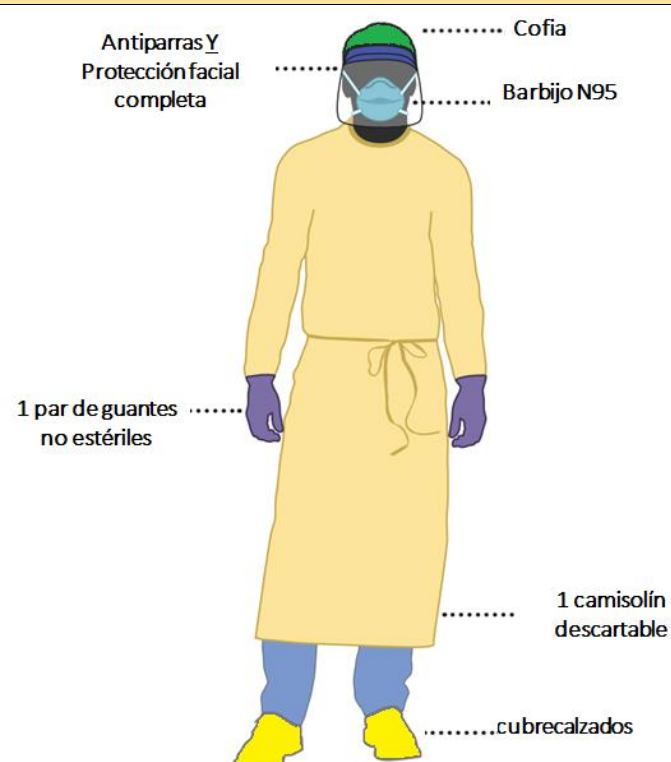 Cofia
Antiparras Y
Protección facial
completa
Barbijo N95
1 par de guantes
no estériles
1 camisolín
descartable
cubrecalzados